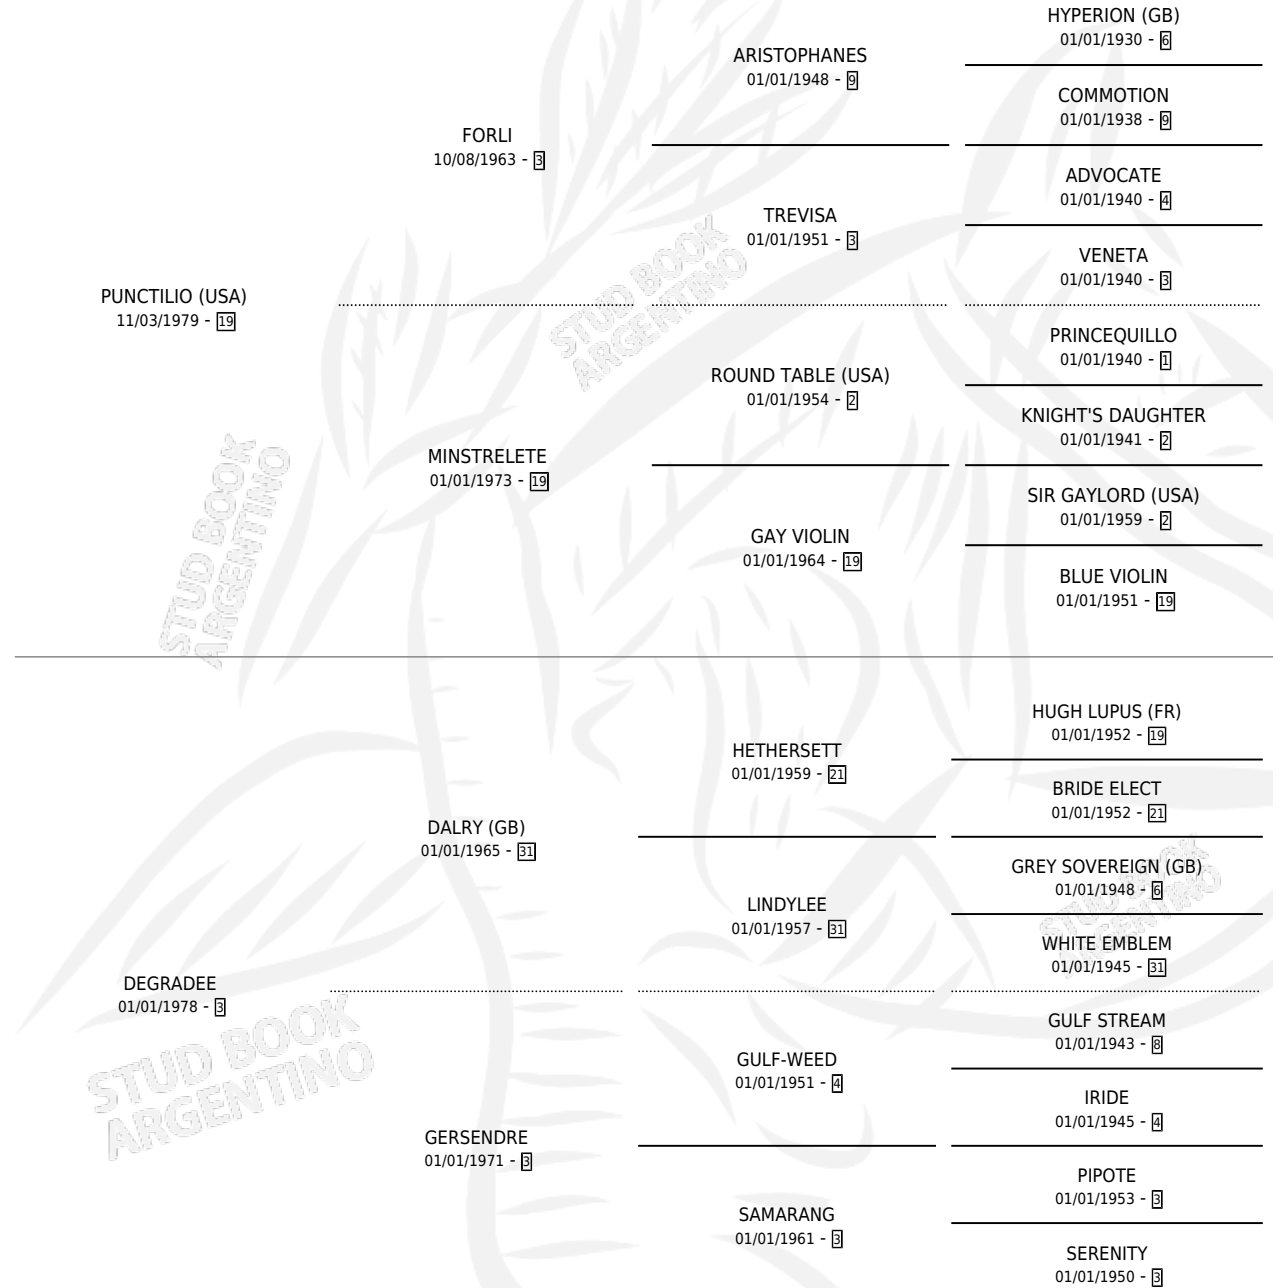 HYPERION (GB)
01/01/1930 - 6
ARISTOPHANES
01/01/1948 - 9
COMMOTION
01/01/1938 - 9
FORLI
10/08/1963 - 3
ADVOCATE
01/01/1940 - 4
TREVISA
01/01/1951 - 3
VENETA
01/01/1940 - 3
PUNCTILIO (USA)
11/03/1979 - 19
STUD BOOK
ARGENTINO
PRINCEQUILLO
01/01/1940 - 1
ROUND TABLE (USA)
01/01/1954 - 2
KNIGHT'S DAUGHTER
01/01/1941 - 2
MINSTRELETE
01/01/1973 - 19
SIR GAYLORD (USA)
01/01/1959 - 2
GAY VIOLIN
01/01/1964 - 19
BLUE VIOLIN
01/01/1951 - 19
STUD BOOK
ARGENTINO
HUGH LUPUS (FR)
01/01/1952 - 19
HETHERSETT
01/01/1959 - 21
BRIDE ELECT
01/01/1952 - 21
DALRY (GB)
01/01/1965 - 31
GREY SOVEREIGN (GB)
01/01/1948 - 6
LINDYLEE
01/01/1957 - 31
WHITE EMBLEM
01/01/1945 - 31
STUD BOOK
ARGENTINO
DEGRADEE
01/01/1978 - 3
GULF STREAM
01/01/1943 - 8
GULF-WEED
01/01/1951 - 4
IRIDE
01/01/1945 - 4
STUD BOOK
ARGENTINO
GERSENDRE
01/01/1971 - 3
PIPOTE
01/01/1953 - 3
SAMARANG
01/01/1961 - 3
SERENITY
01/01/1950 - 3